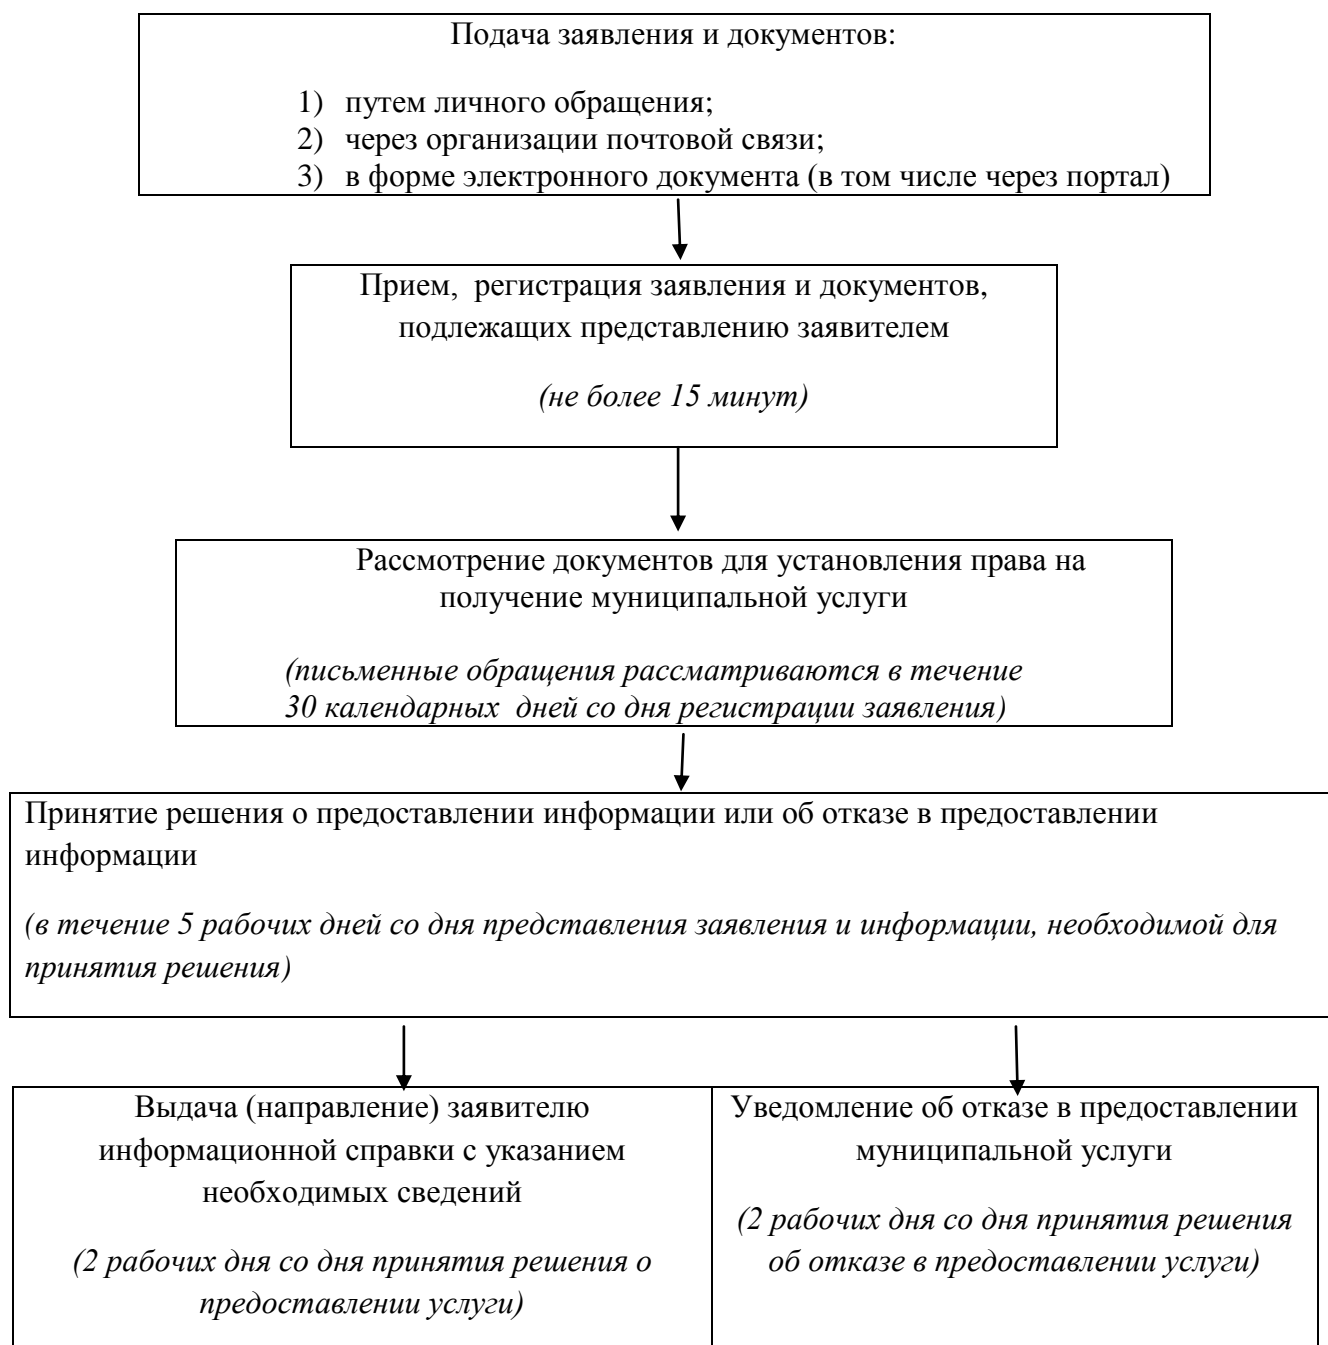 Подача заявления и документов:
1) путем личного обращения;
2) через организации почтовой связи;
3) в форме электронного документа (в том числе через портал)
Прием, регистрация заявления и документов,
подлежащих представлению заявителем
(не более 15 минут)
Рассмотрение документов для установления права на
получение муниципальной услуги
(письменные обращения рассматриваются в течение
30 календарных дней со дня регистрации заявления)
Принятие решения о предоставлении информации или об отказе в предоставлении
информации
(в течение 5 рабочих дней со дня представления заявления и информации, необходимой для
принятия решения)
Выдача (направление) заявителю
информационной справки с указанием
необходимых сведений
(2 рабочих дня со дня принятия решения о
предоставлении услуги)
Уведомление об отказе в предоставлении
муниципальной услуги
(2 рабочих дня со дня принятия решения
об отказе в предоставлении услуги)